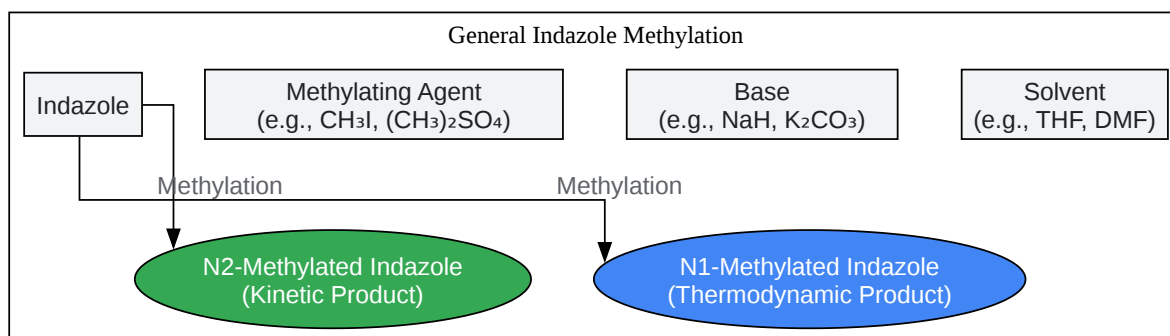 General Indazole Methylation
Indazole
Methylating Agent
(e.g., CH₃I, (CH₃)₂SO₄)
Base
(e.g., NaH, K₂CO₃)
Solvent
(e.g., THF, DMF)
Methylation
Methylation
N2-Methylated Indazole
(Kinetic Product)
N1-Methylated Indazole
(Thermodynamic Product)